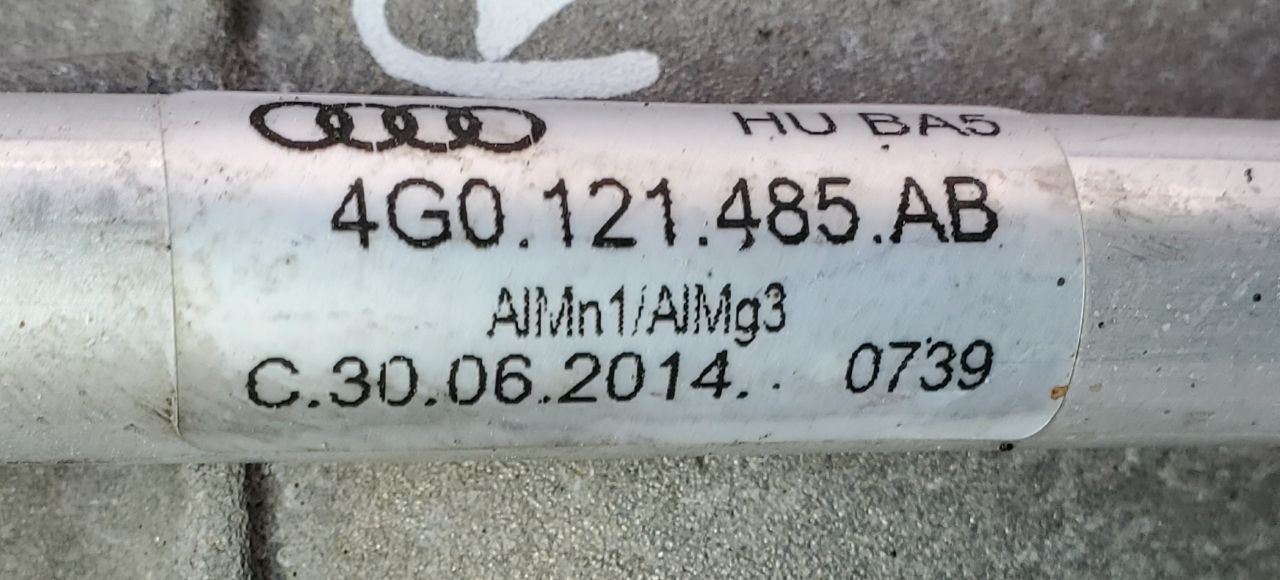 HU BA5
4G0.121.485.AB
AlMn1/AlMg3
C.30.06.2014. 0739